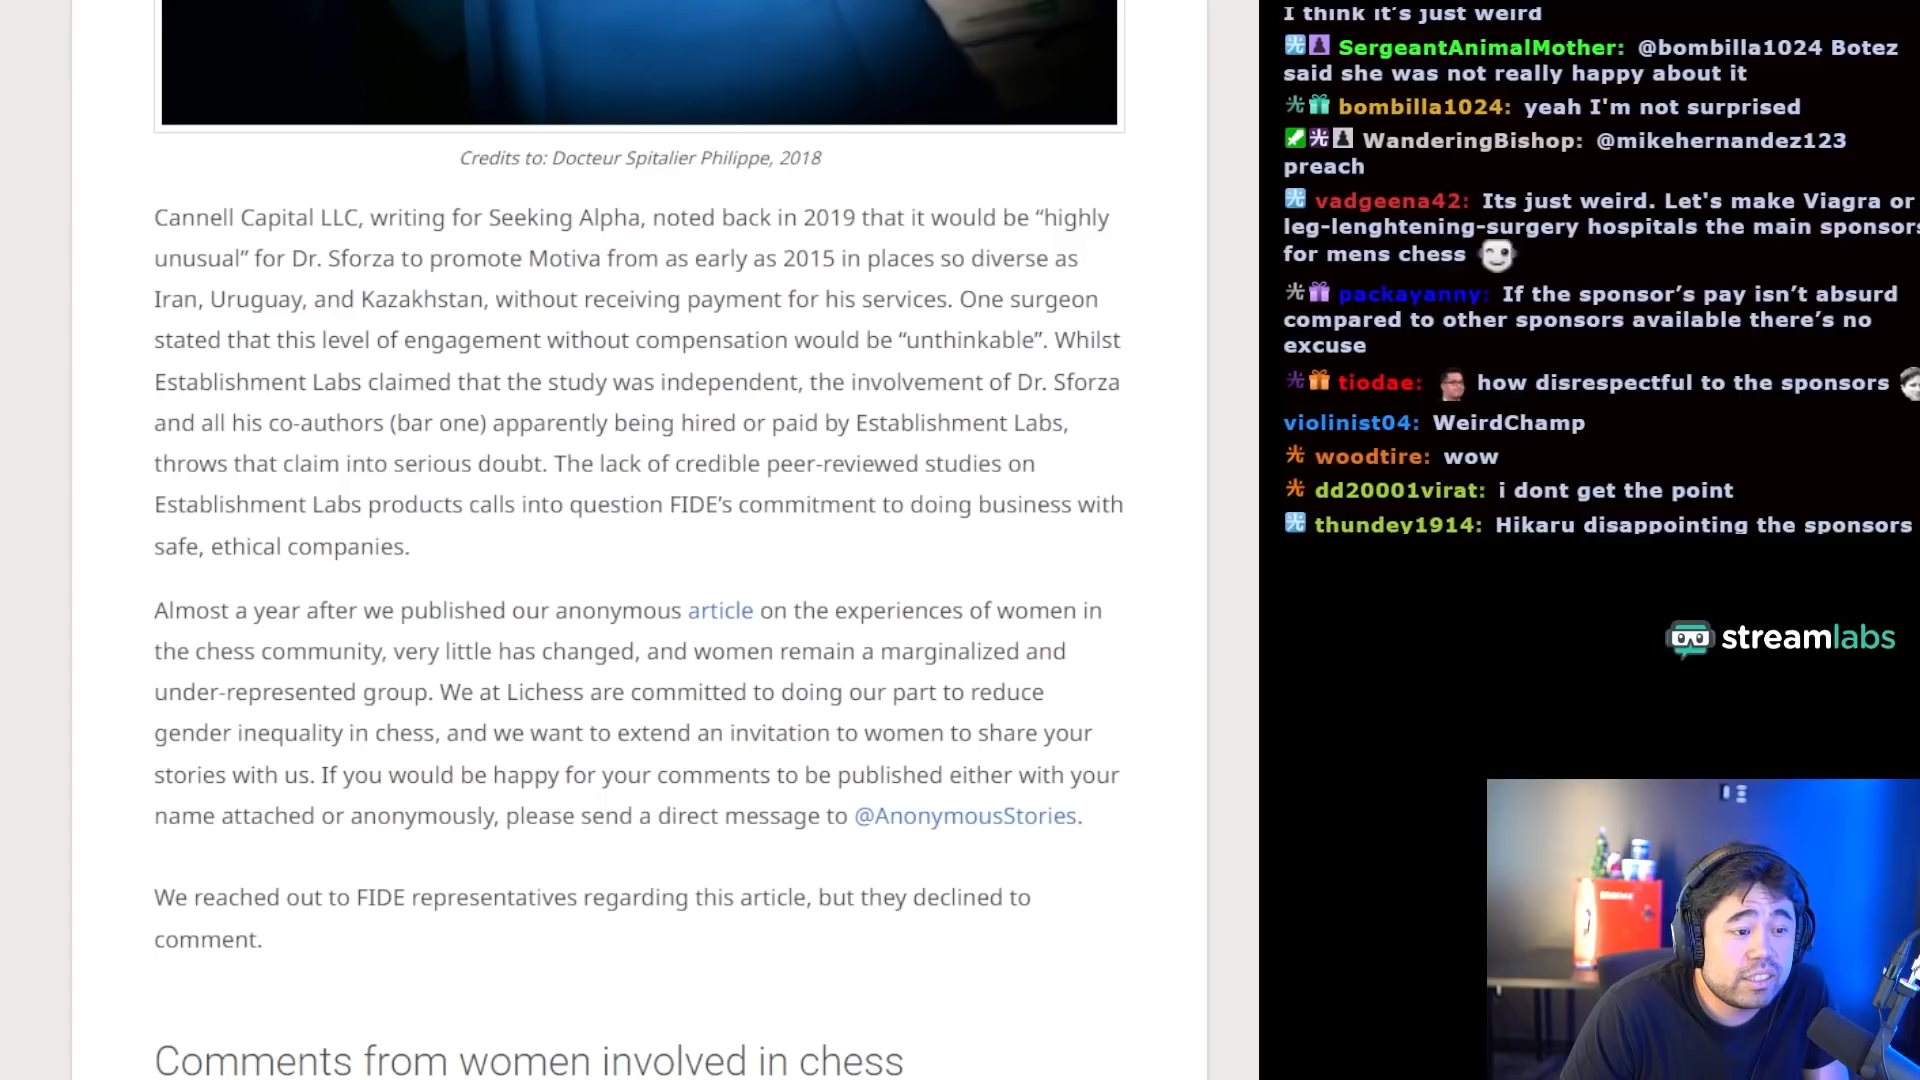 Credits to: Docteur Spitalier Philippe, 2018
Cannell Capital LLC, writing for Seeking Alpha, noted back in 2019 that it would be “highly
unusual” for Dr. Sforza to promote Motiva from as early as 2015 in places so diverse as
Iran, Uruguay, and Kazakhstan, without receiving payment for his services. One surgeon
stated that this level of engagement without compensation would be “unthinkable”. Whilst
Establishment Labs claimed that the study was independent, the involvement of Dr. Sforza
and all his co-authors (bar one) apparently being hired or paid by Establishment Labs,
throws that claim into serious doubt. The lack of credible peer-reviewed studies on
Establishment Labs products calls into question FIDE’s commitment to doing business with
safe, ethical companies.
Almost a year after we published our anonymous article on the experiences of women in
the chess community, very little has changed, and women remain a marginalized and
under-represented group. We at Lichess are committed to doing our part to reduce
gender inequality in chess, and we want to extend an invitation to women to share your
stories with us. If you would be happy for your comments to be published either with your
name attached or anonymously, please send a direct message to @AnonymousStories.
We reached out to FIDE representatives regarding this article, but they declined to
comment.
Comments from women involved in chess
I think it's just weird
SergeantAnimalMother: @bombilla1024 Botez
said she was not really happy about it
bombilla1024: yeah I'm not surprised
WanderingBishop: @mikehernandez123
preach
vadgeena42: Its just weird. Let's make Viagra or
leg-lenghtening-surgery hospitals the main sponsors
for mens chess
packayanny: If the sponsor’s pay isn’t absurd
compared to other sponsors available there’s no
excuse
tiodae: how disrespectful to the sponsors
violinist04: WeirdChamp
woodtire: wow
dd20001virat: i dont get the point
thundey1914: Hikaru disappointing the sponsors
streamlabs